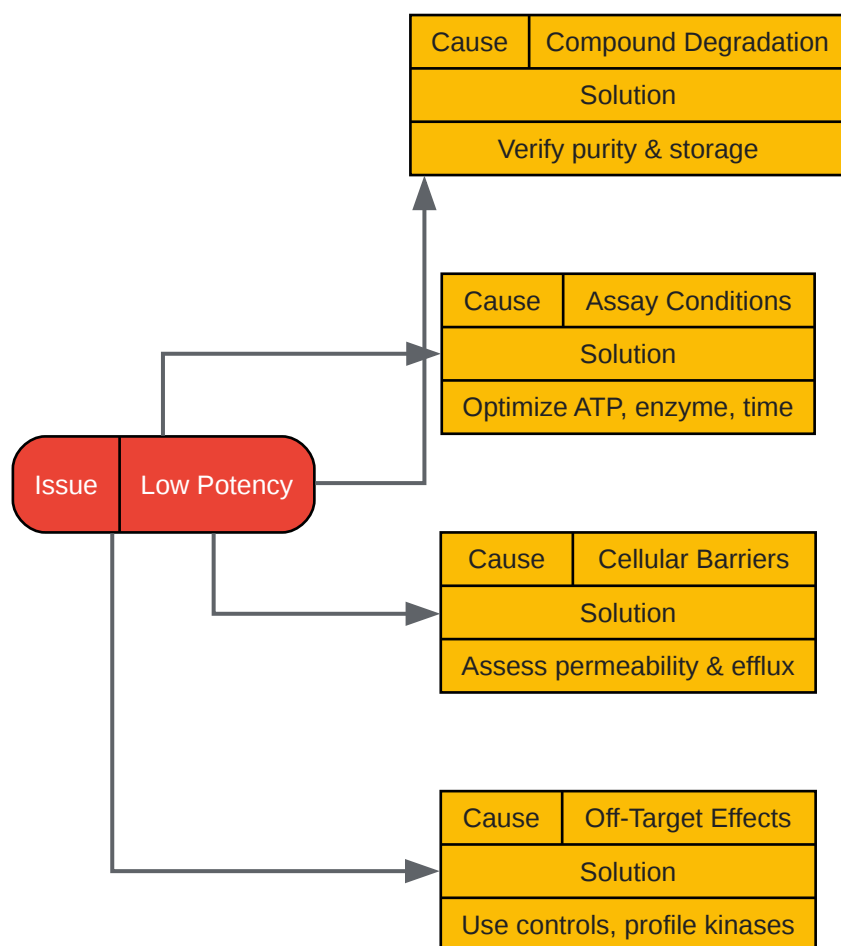 Cause Compound Degradation
Solution
Verify purity & storage
Cause Assay Conditions
Solution
Optimize ATP, enzyme, time
Issue Low Potency
Cause Cellular Barriers
Solution
Assess permeability & efflux
Cause Off-Target Effects
Solution
Use controls, profile kinases